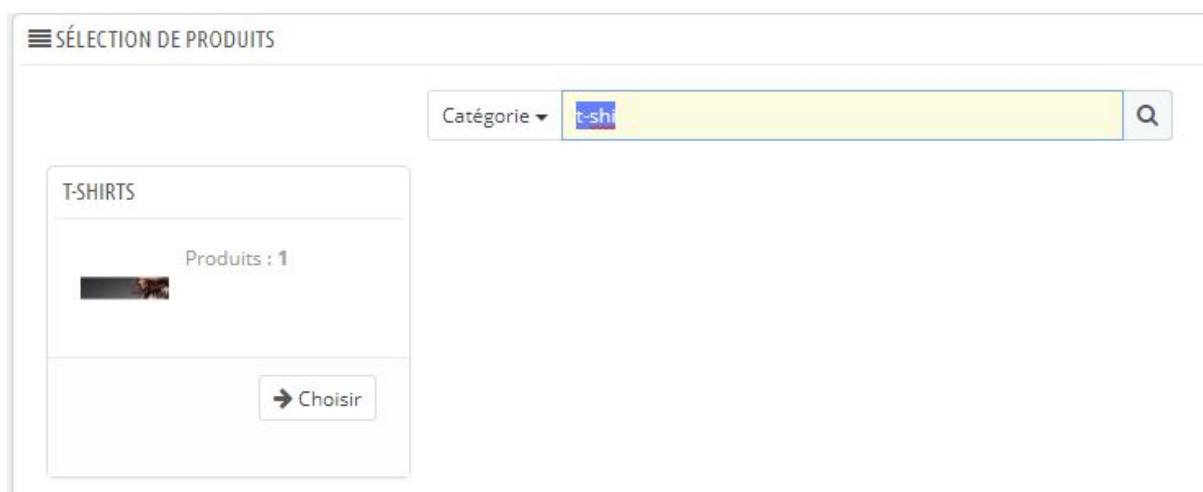 SÉLECTION DE PRODUITS
Catégorie t-shi
T-SHIRTS
Produits : 1
Choisir